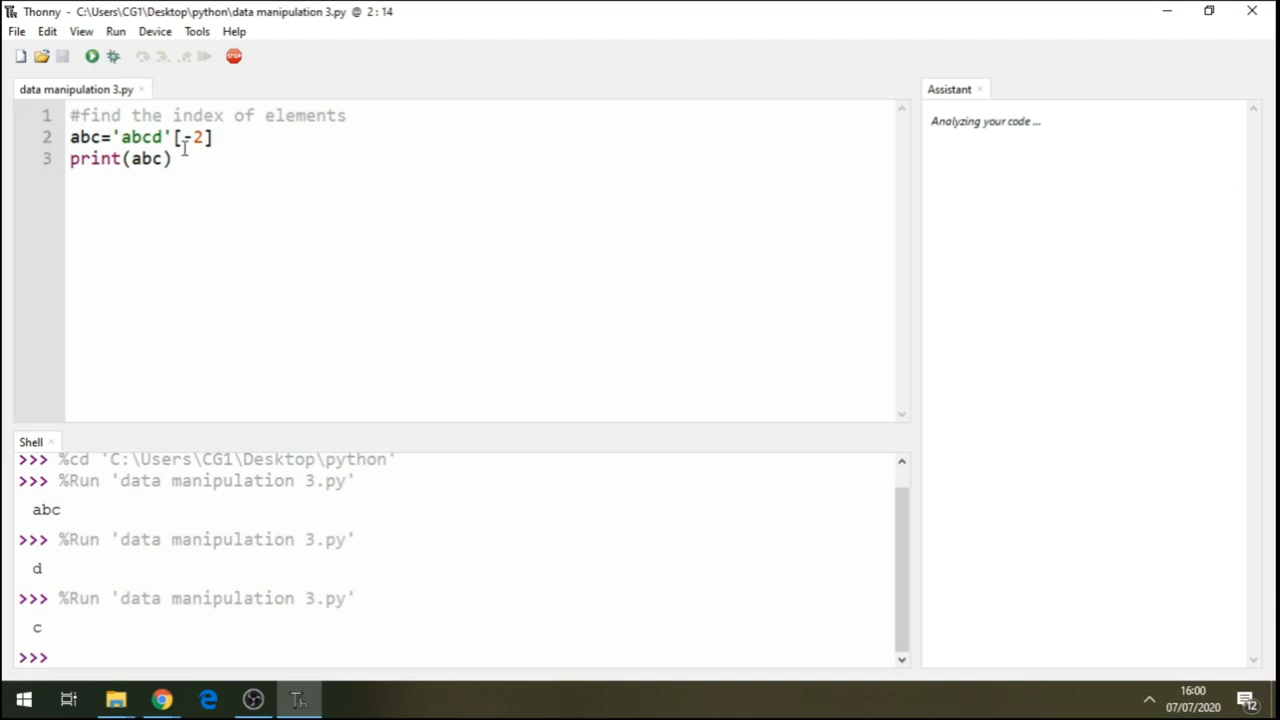 Thonny - C:\Users\CG1\Desktop\python\data manipulation 3.py @ 2 : 14
File Edit View Run Device Tools Help
STOP
data manipulation 3.py ×
Assistant ×
1 #find the index of elements
2 abc='abcd'[-2]
3 print(abc)
Analyzing your code ...
Shell ×
>>> %cd 'C:\Users\CG1\Desktop\python'
>>> %Run 'data manipulation 3.py'
abc
>>> %Run 'data manipulation 3.py'
d
>>> %Run 'data manipulation 3.py'
c
>>>
Th
16:00
07/07/2020
12